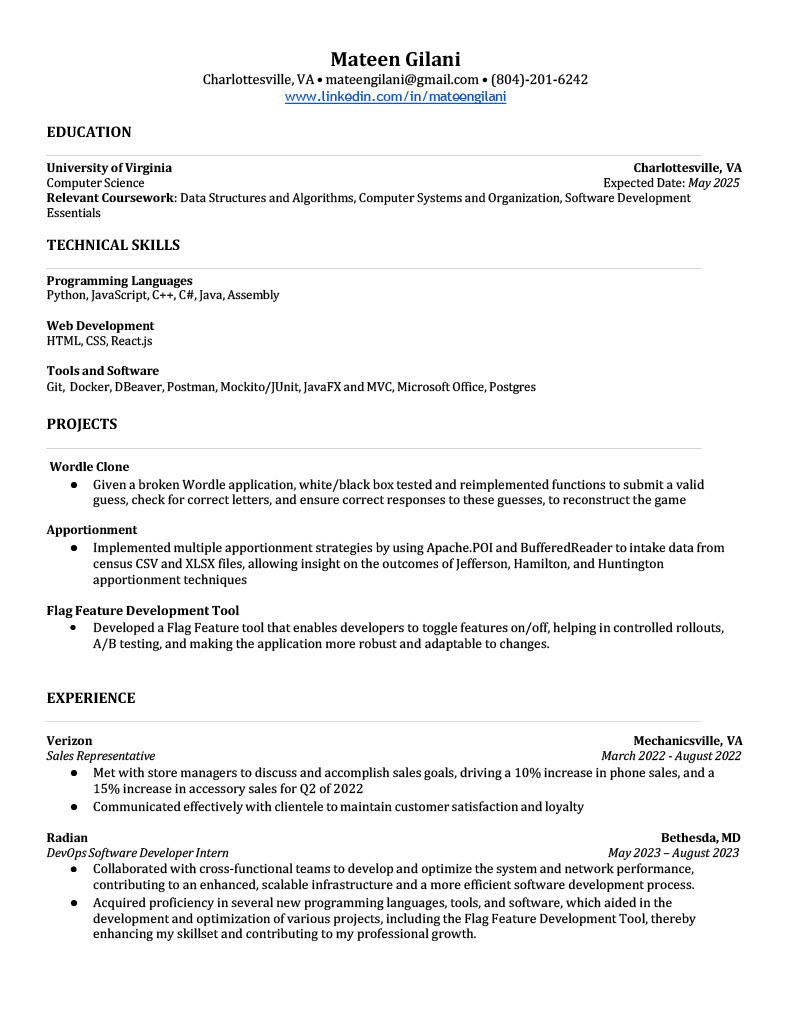 Mateen Gilani
Charlottesville, VA • mateengilani@gmail.com • (804)-201-6242
www.linkedin.com/in/mateengilani
EDUCATION
University of Virginia Charlottesville, VA
Computer Science Expected Date: May 2025
Relevant Coursework: Data Structures and Algorithms, Computer Systems and Organization, Software Development
Essentials
TECHNICAL SKILLS
Programming Languages
Python, JavaScript, C++, C#, Java, Assembly
Web Development
HTML, CSS, React.js
Tools and Software
Git, Docker, DBeaver, Postman, Mockito/JUnit, JavaFX and MVC, Microsoft Office, Postgres
PROJECTS
Wordle Clone
● Given a broken Wordle application, white/black box tested and reimplemented functions to submit a valid
guess, check for correct letters, and ensure correct responses to these guesses, to reconstruct the game
Apportionment
● Implemented multiple apportionment strategies by using Apache.POI and BufferedReader to intake data from
census CSV and XLSX files, allowing insight on the outcomes of Jefferson, Hamilton, and Huntington
apportionment techniques
Flag Feature Development Tool
● Developed a Flag Feature tool that enables developers to toggle features on/off, helping in controlled rollouts,
A/B testing, and making the application more robust and adaptable to changes.
EXPERIENCE
Verizon Mechanicsville, VA
Sales Representative March 2022 - August 2022
● Met with store managers to discuss and accomplish sales goals, driving a 10% increase in phone sales, and a
15% increase in accessory sales for Q2 of 2022
● Communicated effectively with clientele to maintain customer satisfaction and loyalty
Radian Bethesda, MD
DevOps Software Developer Intern May 2023 – August 2023
● Collaborated with cross-functional teams to develop and optimize the system and network performance,
contributing to an enhanced, scalable infrastructure and a more efficient software development process.
● Acquired proficiency in several new programming languages, tools, and software, which aided in the
development and optimization of various projects, including the Flag Feature Development Tool, thereby
enhancing my skillset and contributing to my professional growth.